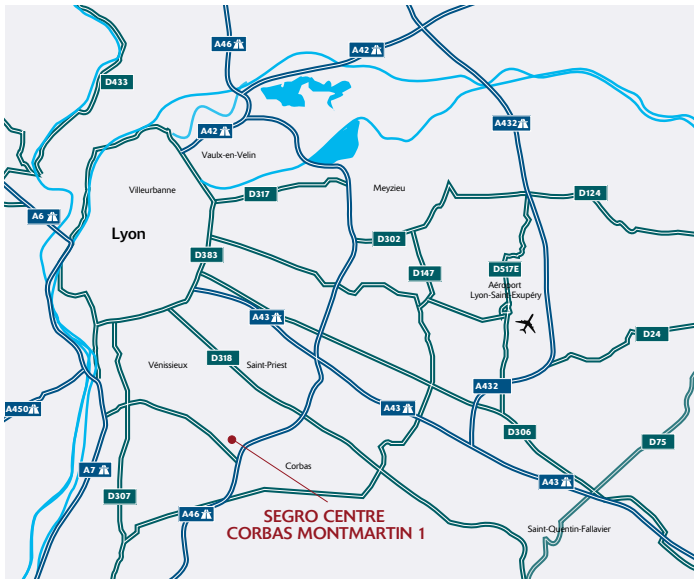 A46
A42
D433
A432
A42
Vaulx-en-Velin
Villeurbanne
D317
Meyzieu
D124
A6
Lyon
D302
D383
D147
D517E
Aéroport
Lyon-Saint-Exupéry
A43
D24
Vénissieux
D318
Saint-Priest
A432
A450
A43
D306
D75
A7
Corbas
D307
A43
A46
SEGRO CENTRE
CORBAS MONTMARTIN 1
Saint-Quentin-Fallavier